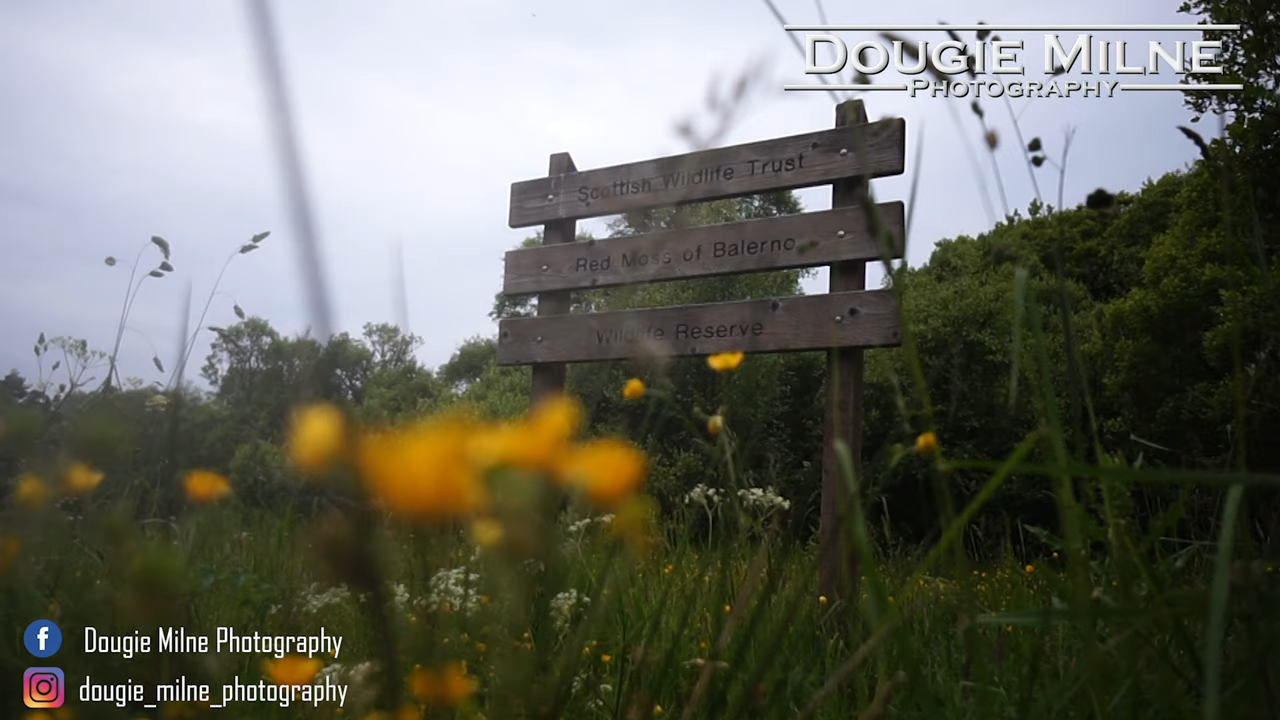 DOUGIE MILNE
PHOTOGRAPHY
Scottish Wildlife Trust
Red Moss of Balerno
Wildlife Reserve
f Dougie Milne Photography
dougie_milne_photography